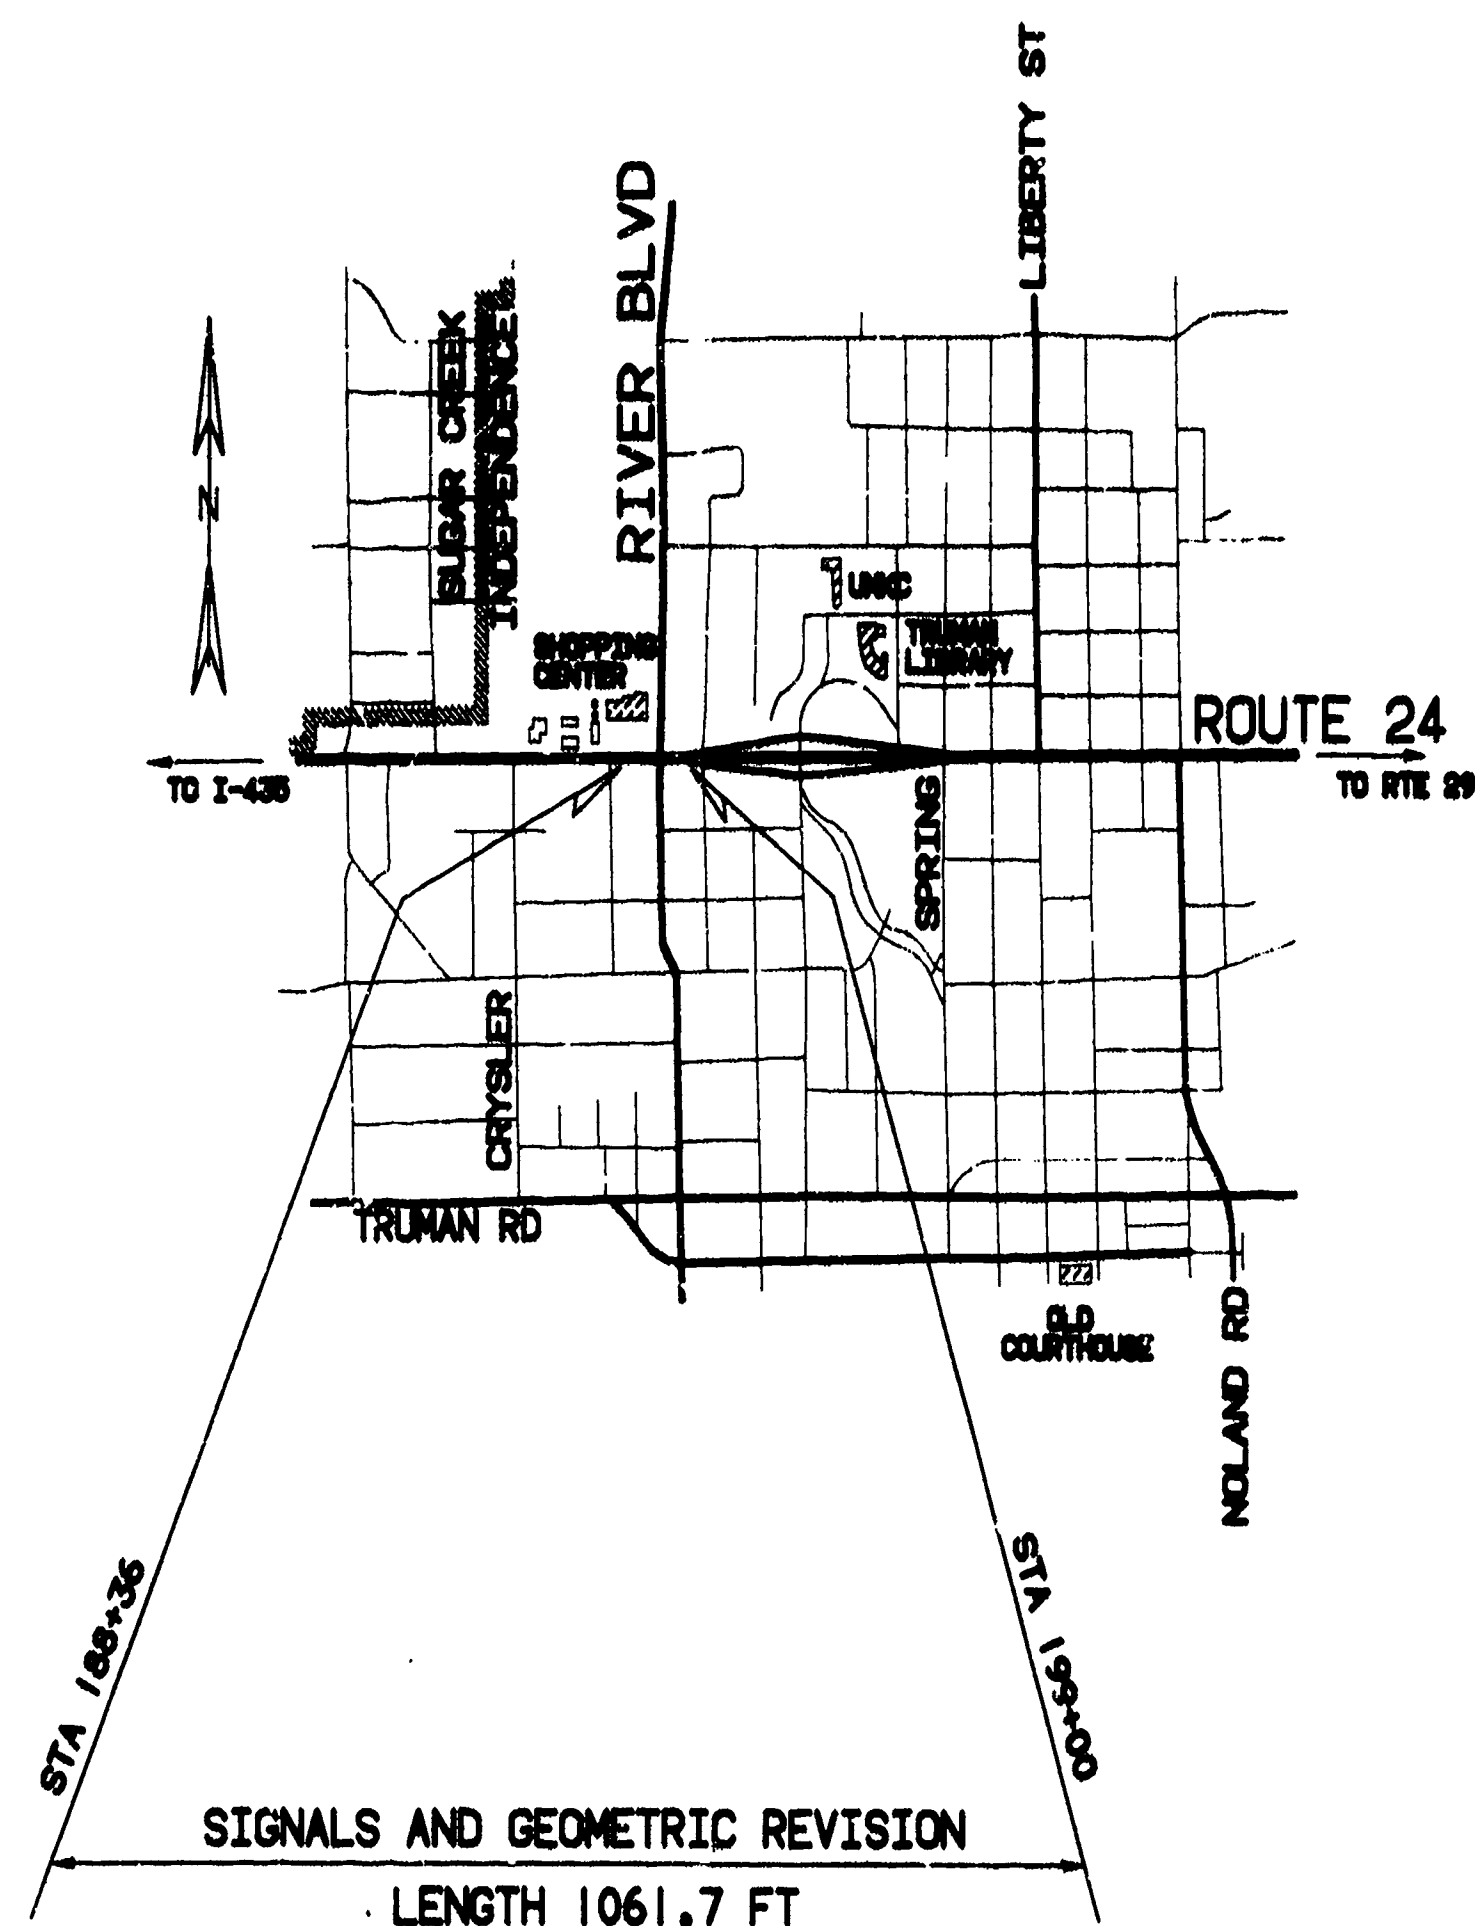 LIBERTY ST
RIVER BLVD
SUGAR CREEK
INDEPENDENCE
N
UMKC
TRUMAN
LIBRARY
SHOPPING
CENTER
ROUTE 24
TO I-435
TO RTE 291
SPRING
CRYSLER
TRUMAN RD
OLD
COURTHOUSE
NOLAND RD
STA 188+36
STA 198+00
SIGNALS AND GEOMETRIC REVISION
LENGTH 1061.7 FT